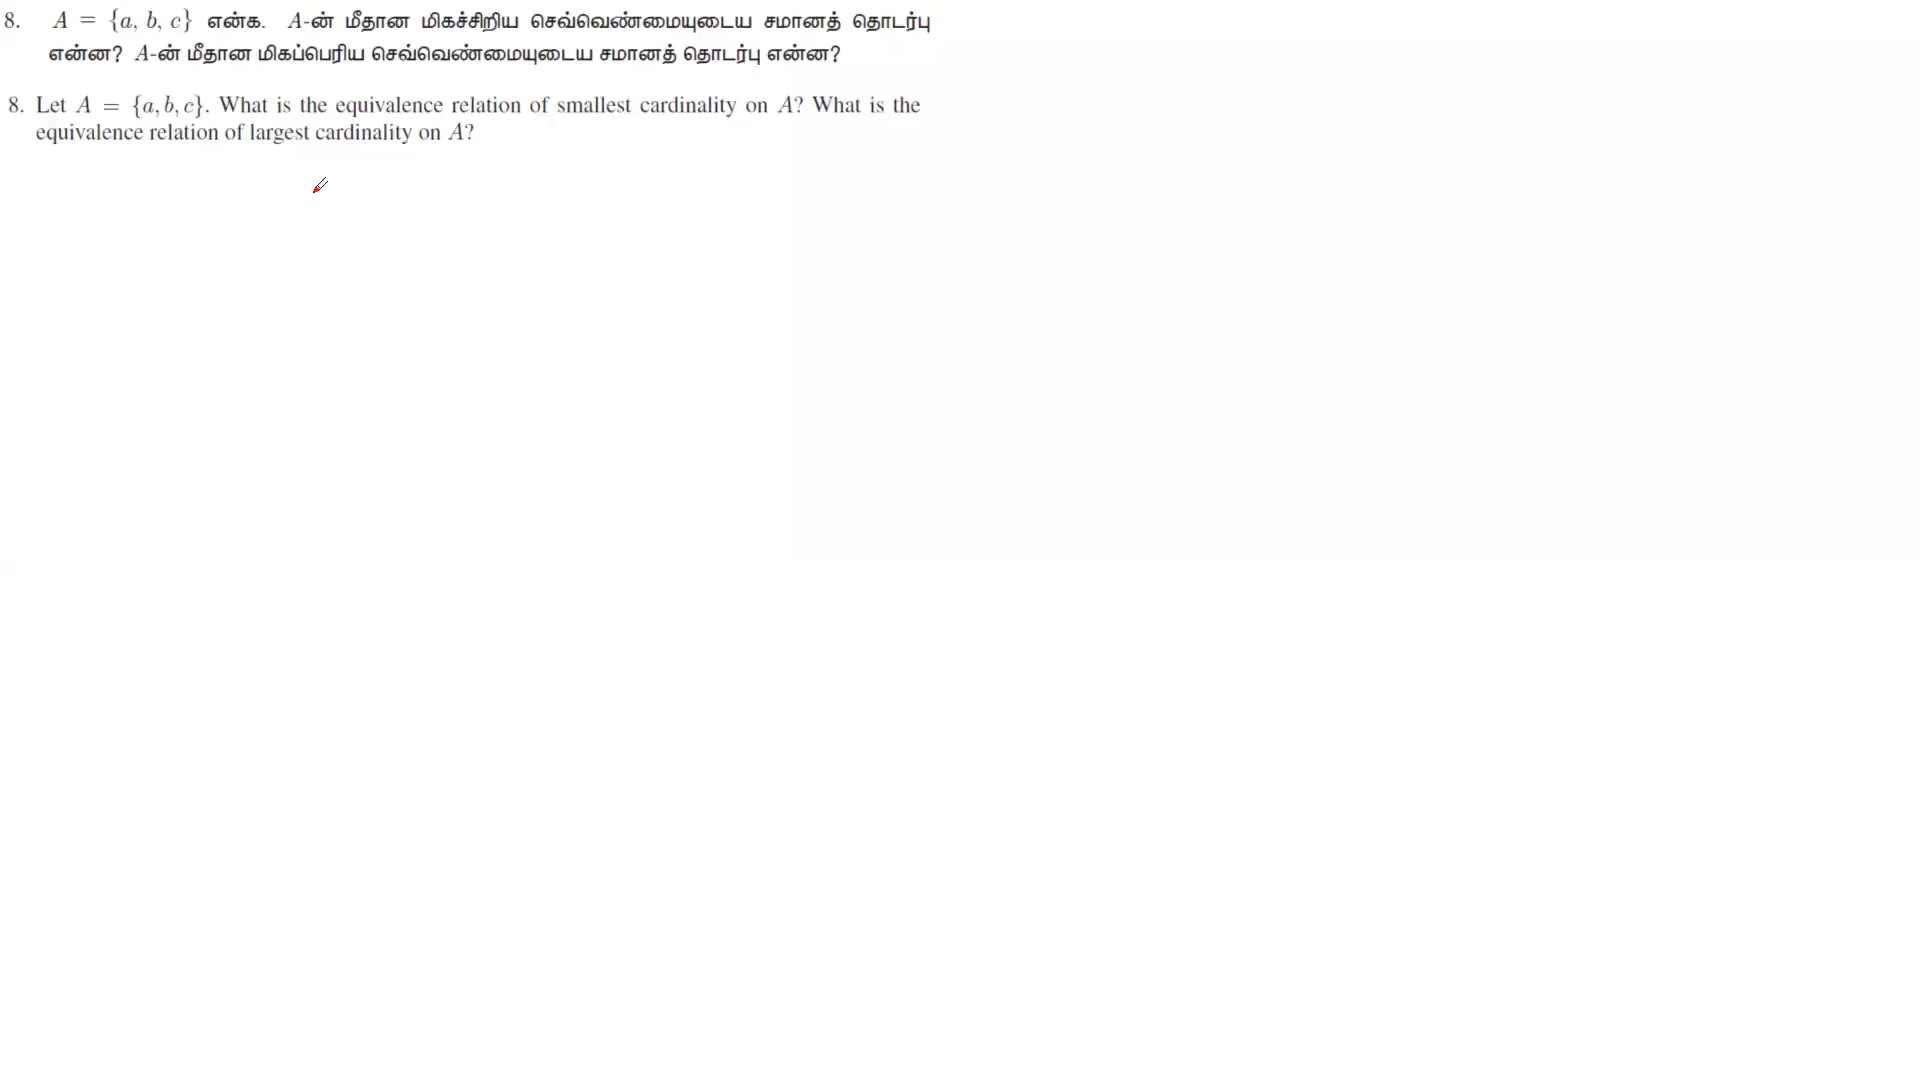 8. A = {a, b, c} என்க. A-ன் மீதான மிகச்சிறிய செவ்வெண்மையுடைய சமானத் தொடர்பு
என்ன? A-ன் மீதான மிகப்பெரிய செவ்வெண்மையுடைய சமானத் தொடர்பு என்ன?
8. Let A = {a, b, c}. What is the equivalence relation of smallest cardinality on A? What is the
equivalence relation of largest cardinality on A?